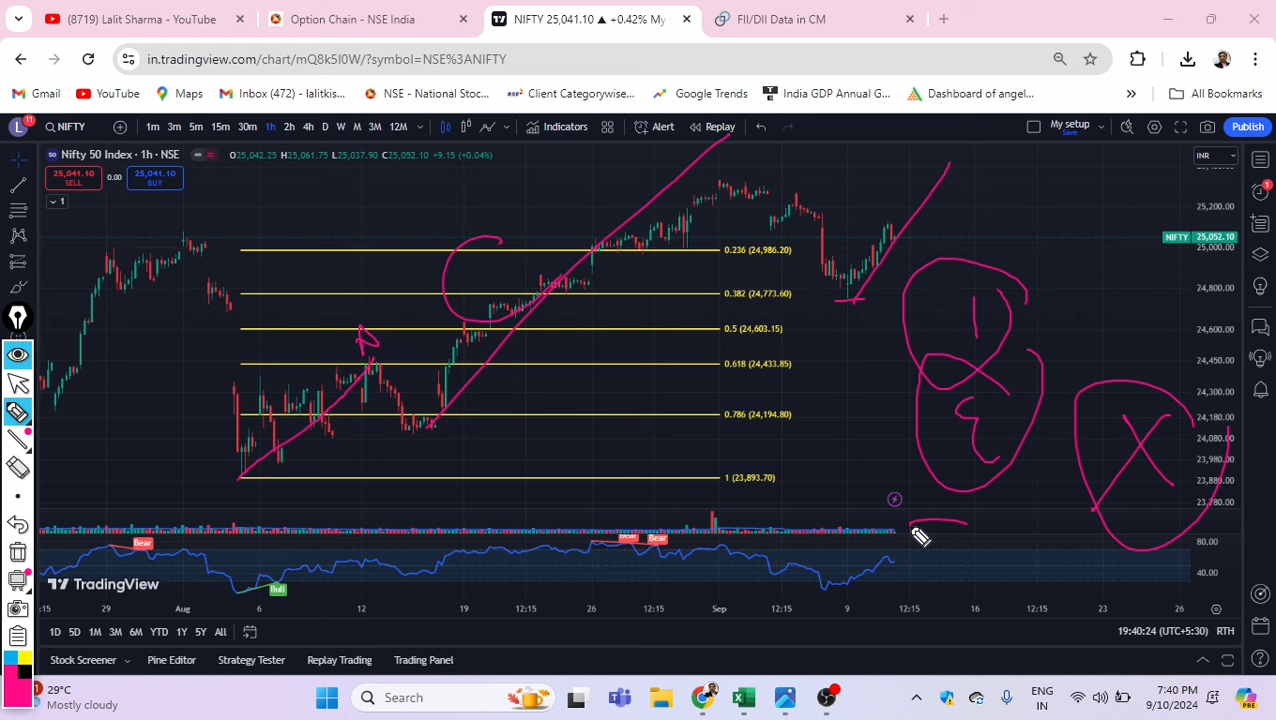 (8719) Lalit Sharma - YouTube
Option Chain - NSE India
NIFTY 25,041.10 ▲ +0.42% My
FII/DII Data in CM
in.tradingview.com/chart/mQ8k5I0W/?symbol=NSE%3ANIFTY
Gmail YouTube Maps Inbox (472) - lalitkis... NSE - National Stoc... Client Categorywise... Google Trends India GDP Annual G... Dashboard of angel... » All Bookmarks
L 11 NIFTY 1m 3m 5m 15m 30m 1h 2h 4h D W M 3M 12M Indicators Alert Replay My setup Save Publish
50 Nifty 50 Index · 1h · NSE O25,042.25 H25,061.75 L25,037.90 C25,052.10 +9.15 (+0.04%) INR
25,041.10 SELL 0.00 25,041.10 BUY
1
25,200.00
NIFTY 25,052.10
25,000.00
0.236 (24,986.20)
24,800.00
0.382 (24,773.60)
0.5 (24,603.15)
24,600.00
24,450.00
0.618 (24,433.85)
24,300.00
0.786 (24,194.80)
24,180.00
24,080.00
23,980.00
1 (23,893.70)
23,880.00
23,780.00
Bear Bear Bear
80.00
40.00
Bull
TradingView
:15 29 Aug 6 12 19 12:15 26 12:15 Sep 12:15 9 12:15 16 12:15 23 26
1D 5D 1M 3M 6M YTD 1Y 5Y All 19:40:24 (UTC+5:30) RTH
Stock Screener Pine Editor Strategy Tester Replay Trading Trading Panel
29°C
Mostly cloudy
1
Search
ENG
IN
7:40 PM
9/10/2024
PRE